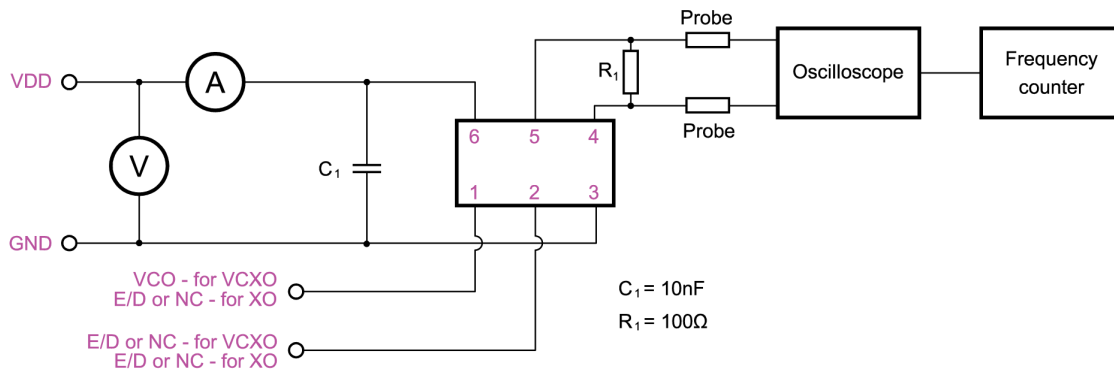 Probe
VDD
A
R1
Oscilloscope
Frequency
counter
Probe
6 5 4
V
C1
1 2 3
GND
VCO - for VCXO
E/D or NC - for XO
C1 = 10nF
R1 = 100Ω
E/D or NC - for VCXO
E/D or NC - for XO